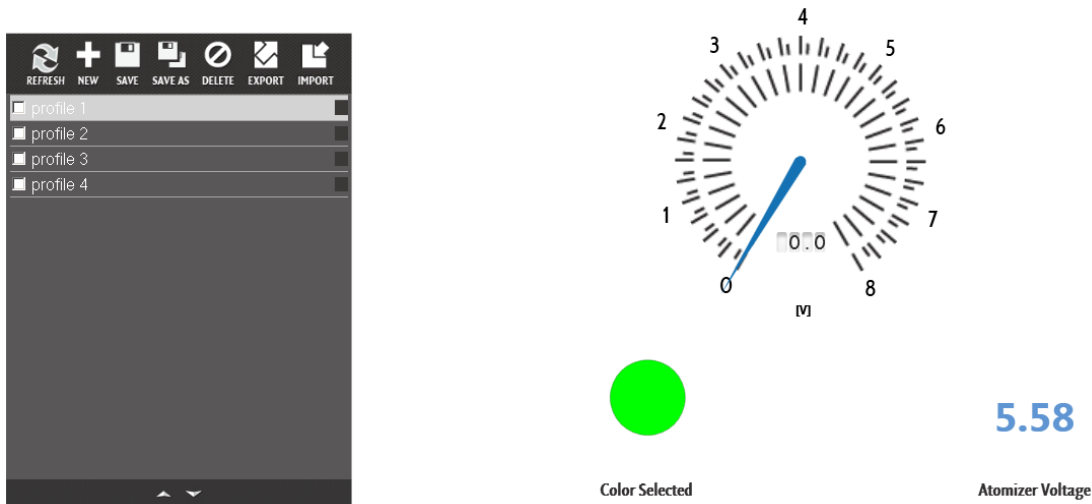 REFRESH NEW SAVE SAVE AS DELETE EXPORT IMPORT
profile 1
profile 2
profile 3
profile 4
0
1
2
3
4
5
6
7
8
0.0
[V]
5.58
Color Selected
Atomizer Voltage